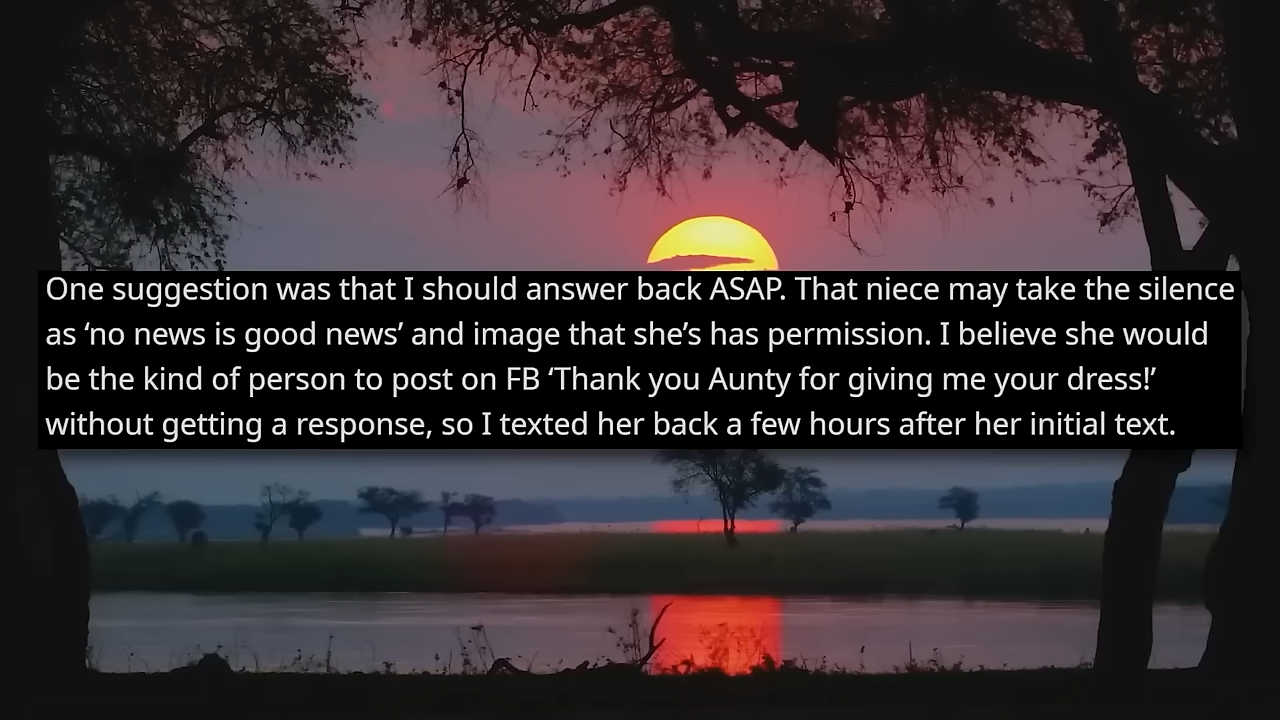 One suggestion was that I should answer back ASAP. That niece may take the silence
as ‘no news is good news’ and image that she’s has permission. I believe she would
be the kind of person to post on FB ‘Thank you Aunty for giving me your dress!’
without getting a response, so I texted her back a few hours after her initial text.